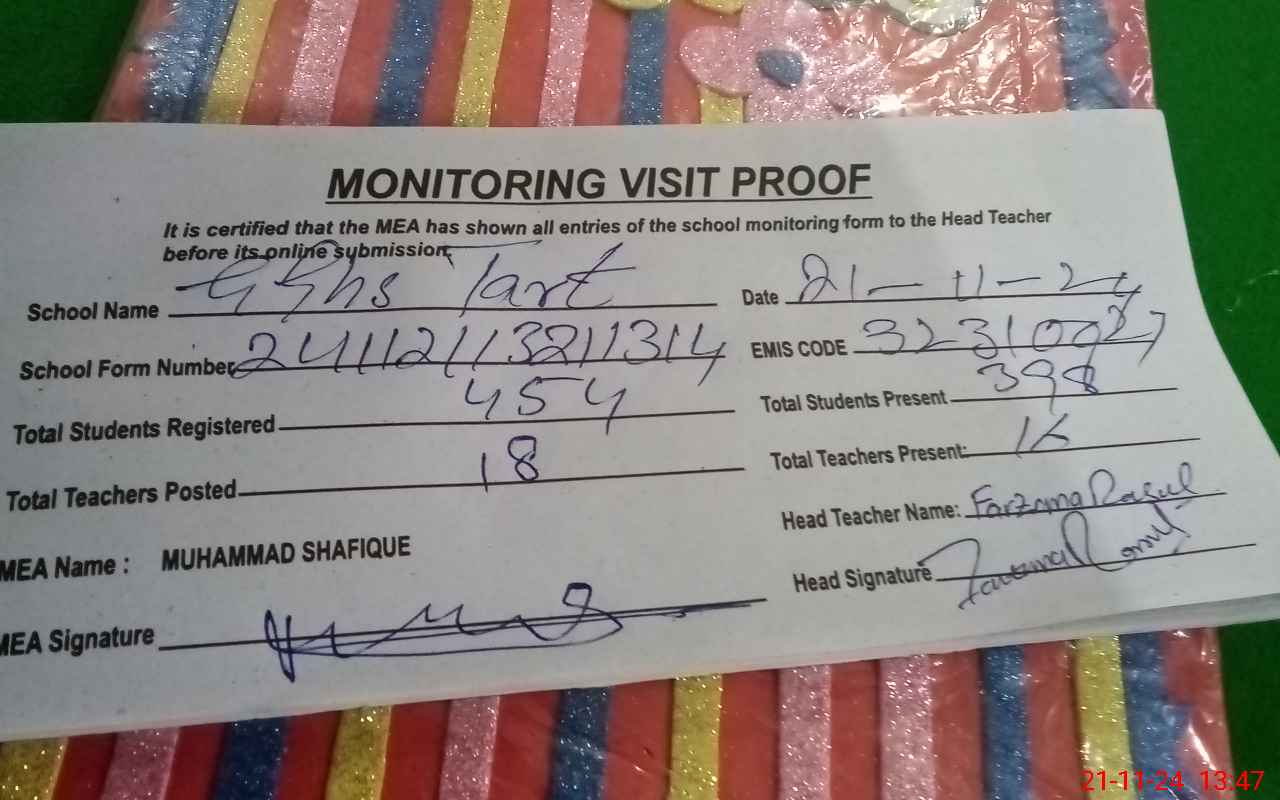 MONITORING VISIT PROOF
It is certified that the MEA has shown all entries of the school monitoring form to the Head Teacher
before its online submission.
School Name GGHS Tart Date 21-11-24
School Form Number 2411121132111314 EMIS CODE 32310027
Total Students Registered 454 Total Students Present 398
Total Teachers Posted 18 Total Teachers Present: 16
Head Teacher Name: Farzana Rasul
MEA Name : MUHAMMAD SHAFIQUE
Head Signature
MEA Signature
21-11-24 13:47